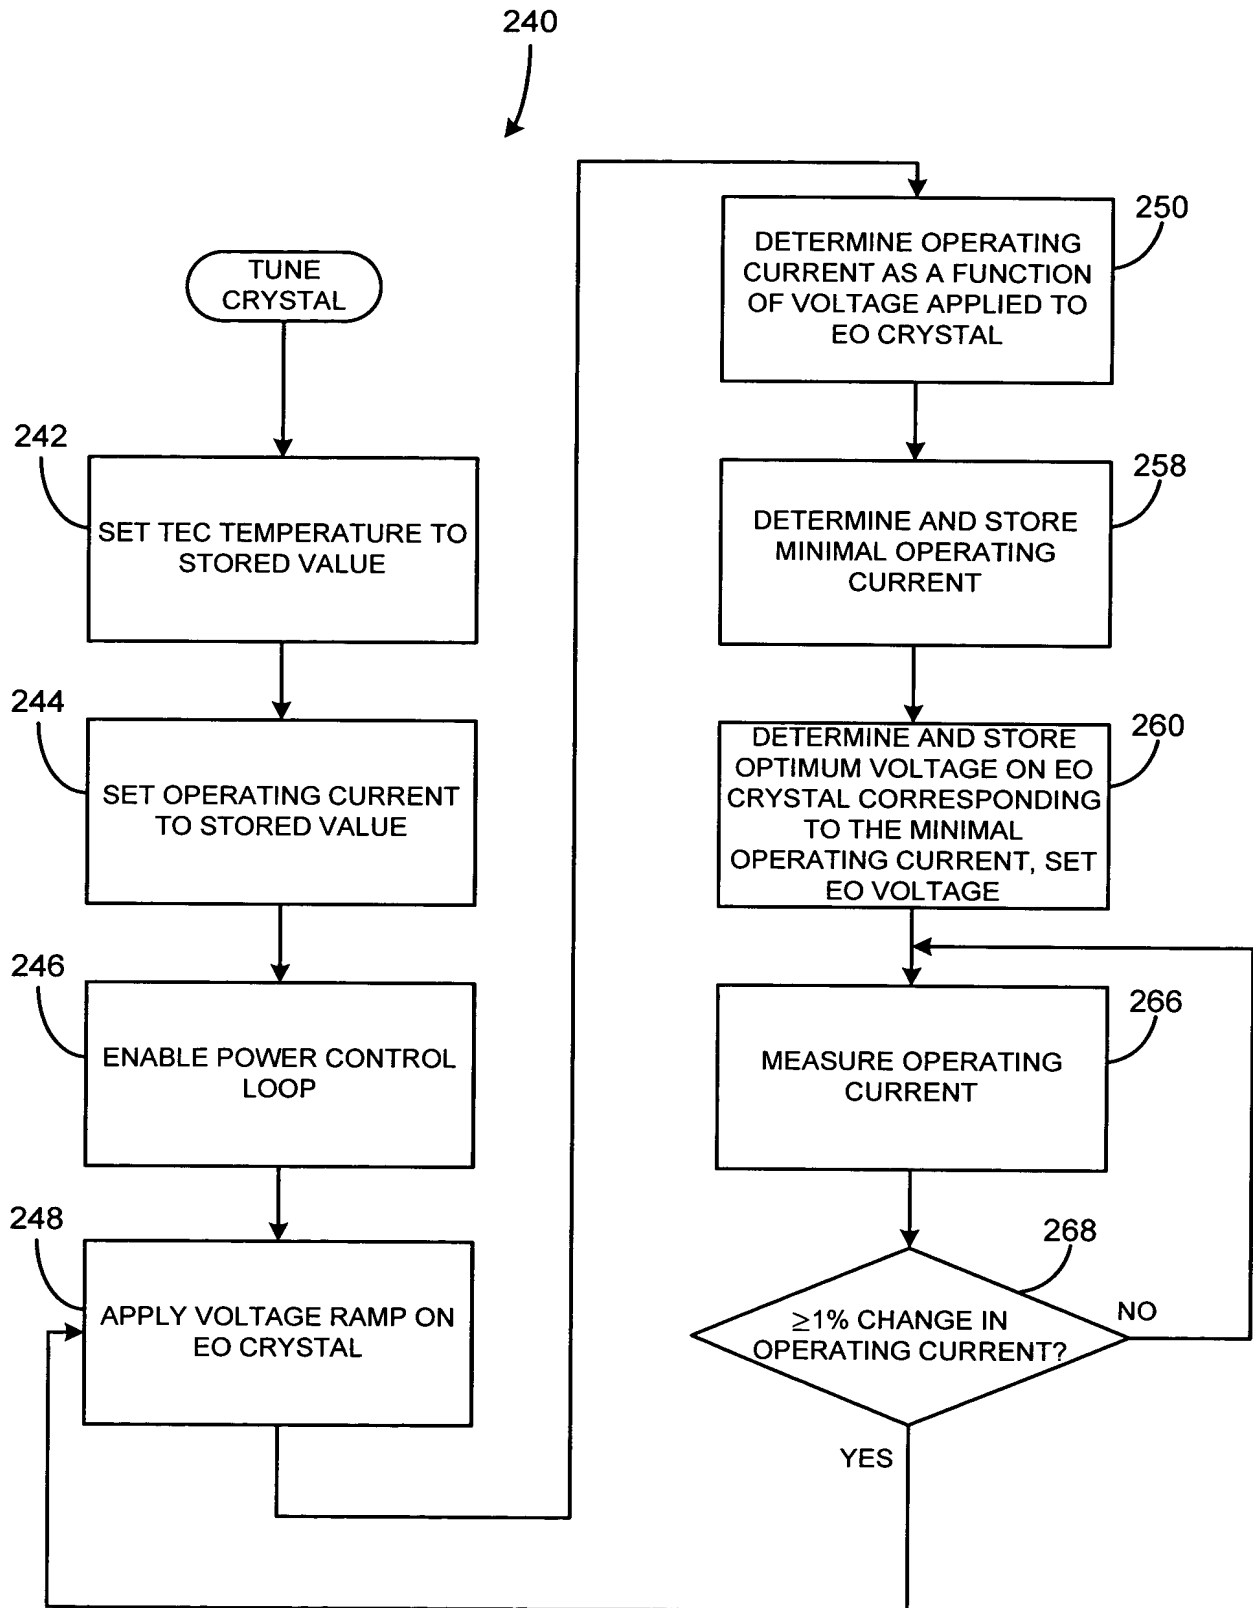 240
TUNE
CRYSTAL
242
SET TEC TEMPERATURE TO
STORED VALUE
244
SET OPERATING CURRENT
TO STORED VALUE
246
ENABLE POWER CONTROL
LOOP
248
APPLY VOLTAGE RAMP ON
EO CRYSTAL
250
DETERMINE OPERATING
CURRENT AS A FUNCTION
OF VOLTAGE APPLIED TO
EO CRYSTAL
258
DETERMINE AND STORE
MINIMAL OPERATING
CURRENT
260
DETERMINE AND STORE
OPTIMUM VOLTAGE ON EO
CRYSTAL CORRESPONDING
TO THE MINIMAL
OPERATING CURRENT, SET
EO VOLTAGE
266
MEASURE OPERATING
CURRENT
268
≥1% CHANGE IN
OPERATING CURRENT?
NO
YES